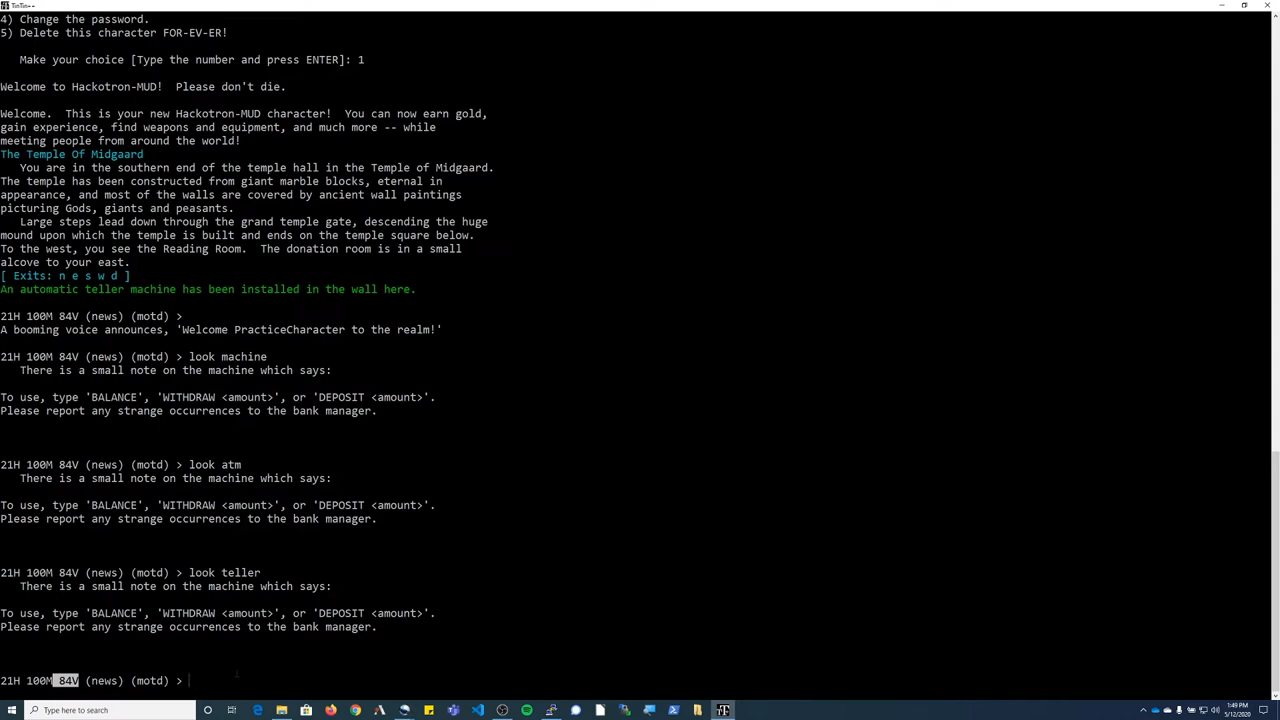 TinTin++
4) Change the password.
5) Delete this character FOR-EV-ER!
Make your choice [Type the number and press ENTER]: 1
Welcome to Hackotron-MUD!  Please don't die.
Welcome.  This is your new Hackotron-MUD character!  You can now earn gold,
gain experience, find weapons and equipment, and much more -- while
meeting people from around the world!
The Temple Of Midgaard
You are in the southern end of the temple hall in the Temple of Midgaard.
The temple has been constructed from giant marble blocks, eternal in
appearance, and most of the walls are covered by ancient wall paintings
picturing Gods, giants and peasants.
Large steps lead down through the grand temple gate, descending the huge
mound upon which the temple is built and ends on the temple square below.
To the west, you see the Reading Room.  The donation room is in a small
alcove to your east.
[ Exits: n e s w d ]
An automatic teller machine has been installed in the wall here.
21H 100M 84V (news) (motd) >
A booming voice announces, 'Welcome PracticeCharacter to the realm!'
21H 100M 84V (news) (motd) > look machine
There is a small note on the machine which says:
To use, type 'BALANCE', 'WITHDRAW <amount>', or 'DEPOSIT <amount>'.
Please report any strange occurrences to the bank manager.
21H 100M 84V (news) (motd) > look atm
There is a small note on the machine which says:
To use, type 'BALANCE', 'WITHDRAW <amount>', or 'DEPOSIT <amount>'.
Please report any strange occurrences to the bank manager.
21H 100M 84V (news) (motd) > look teller
There is a small note on the machine which says:
To use, type 'BALANCE', 'WITHDRAW <amount>', or 'DEPOSIT <amount>'.
Please report any strange occurrences to the bank manager.
21H 100M 84V (news) (motd) >
Type here to search
1:49 PM
5/12/2020